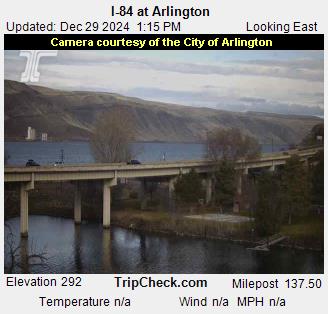 I-84 at Arlington
Updated: Dec 29 2024 1:15 PM Looking East
Camera courtesy of the City of Arlington
Elevation 292 TripCheck.com Milepost 137.50
Temperature n/a Wind n/a MPH n/a